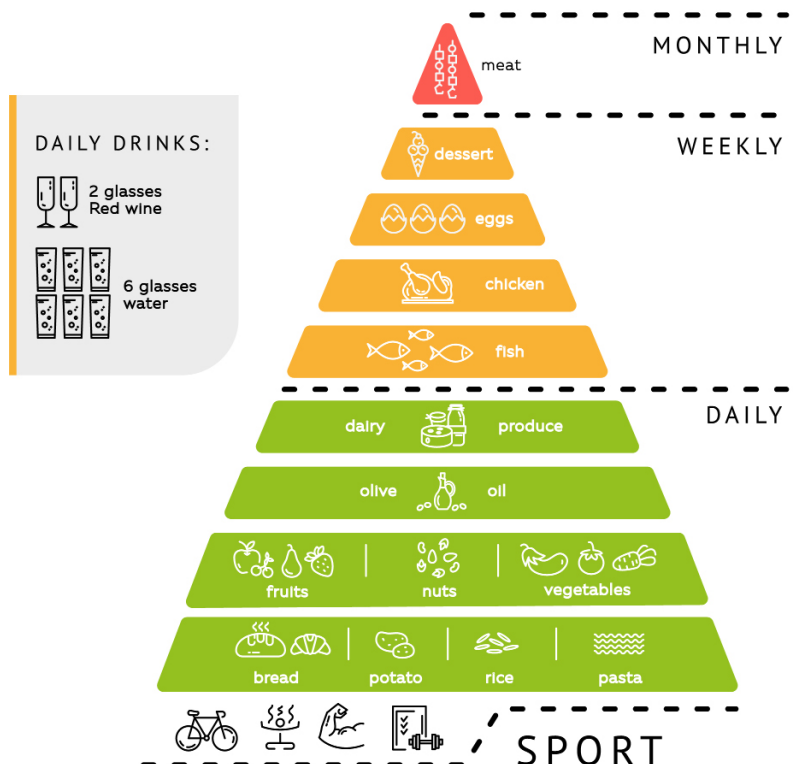 MONTHLY
meat
WEEKLY
DAILY DRINKS:
2 glasses
Red wine
6 glasses
water
dessert
eggs
chicken
fish
DAILY
dairy produce
olive oil
fruits nuts vegetables
bread potato rice pasta
SPORT